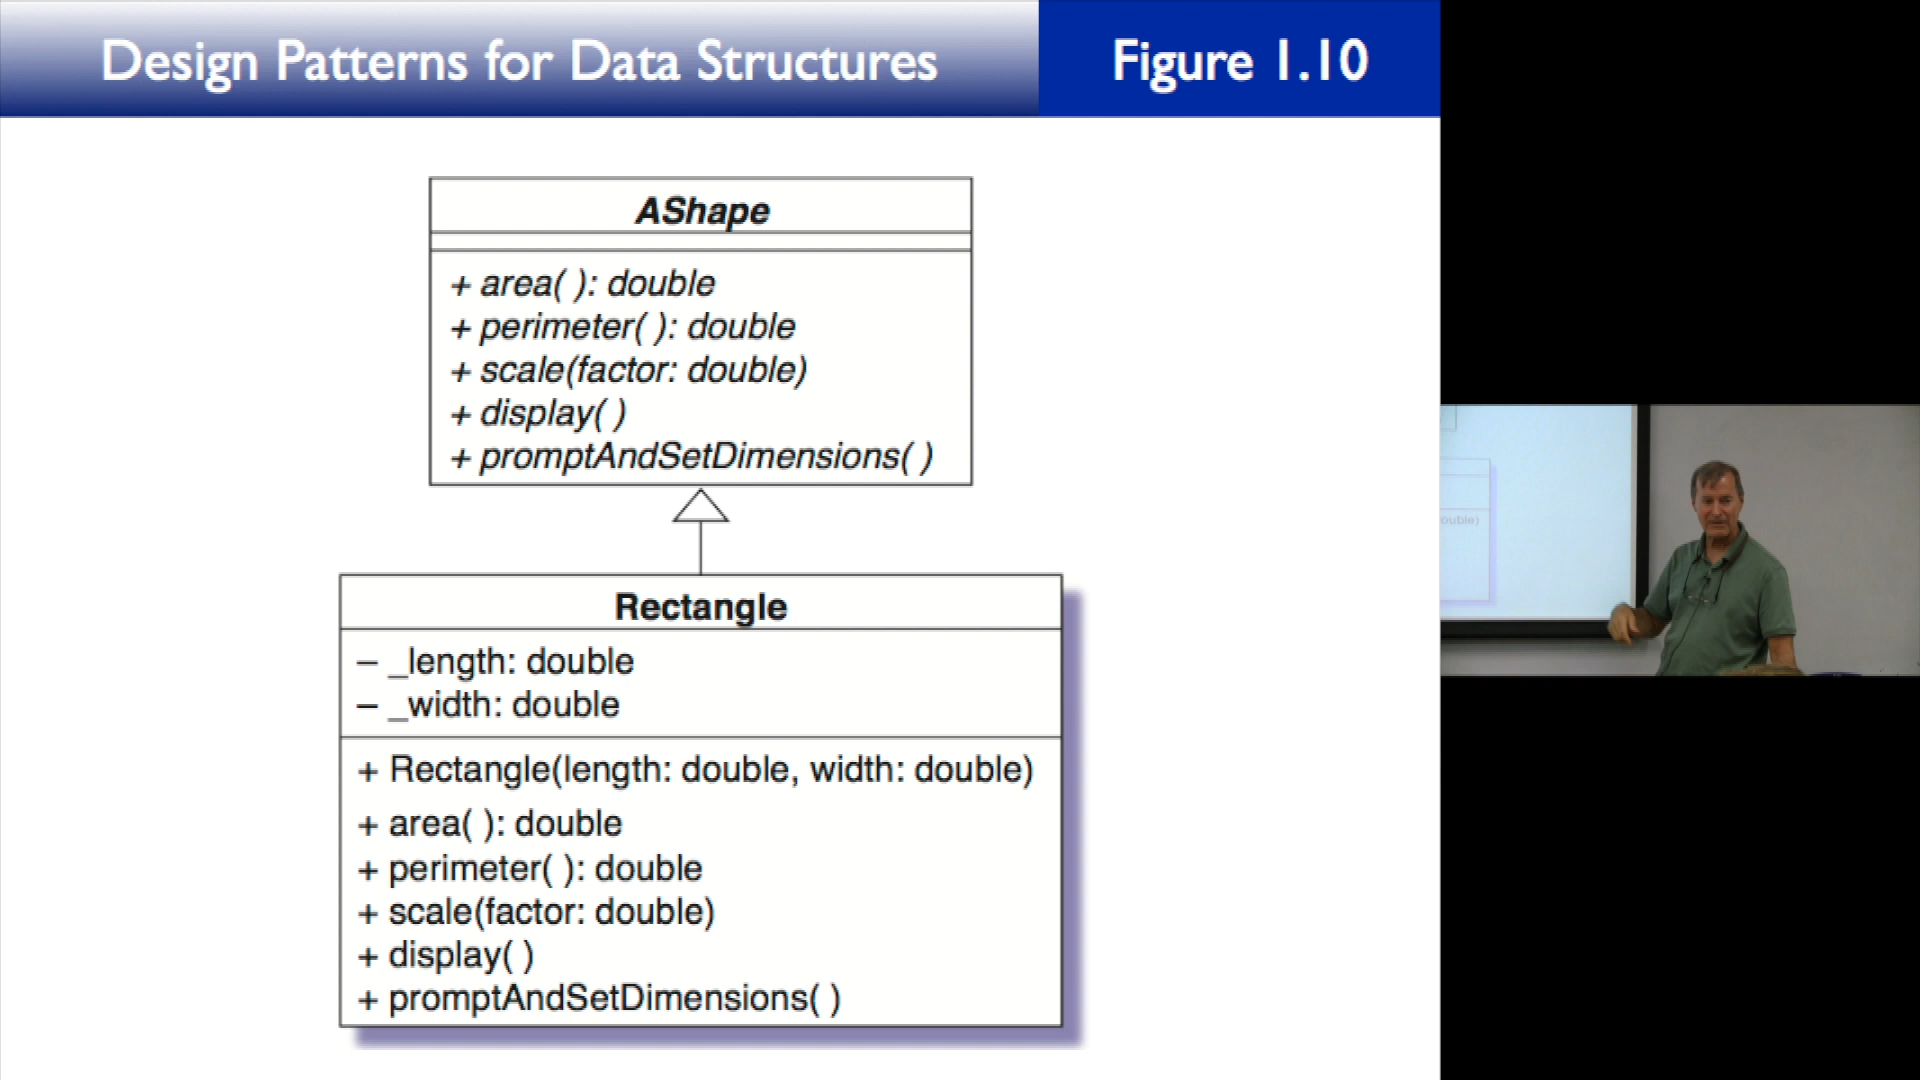 Design Patterns for Data Structures
Figure 1.10
AShape
+ area( ): double
+ perimeter( ): double
+ scale(factor: double)
+ display( )
+ promptAndSetDimensions( )
Rectangle
– _length: double
– _width: double
+ Rectangle(length: double, width: double)
+ area( ): double
+ perimeter( ): double
+ scale(factor: double)
+ display( )
+ promptAndSetDimensions( )
ouble)